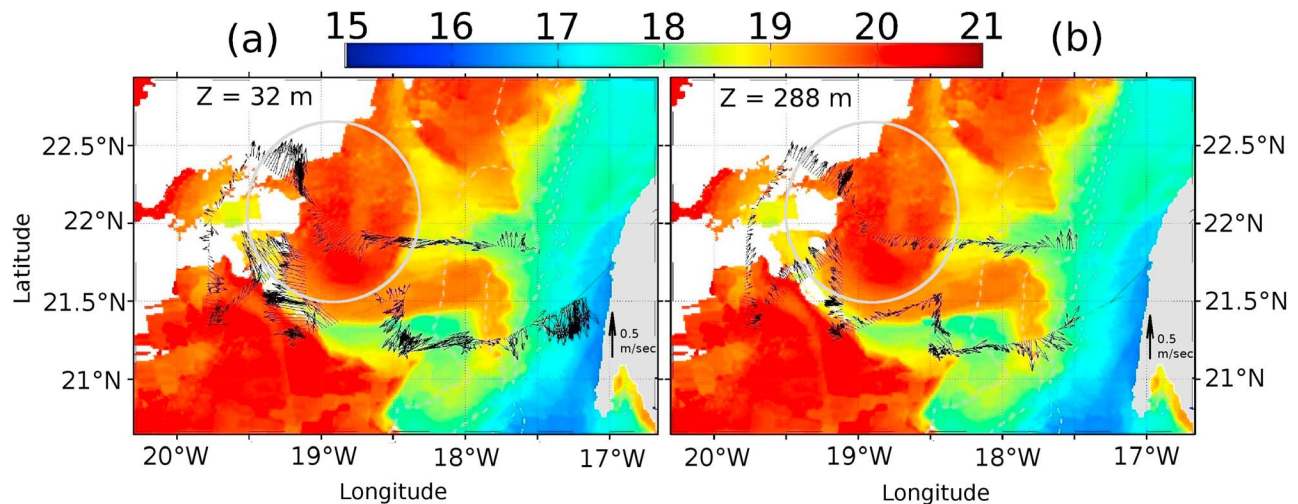 (a) 15 16 17 18 19 20 21 (b)
Z = 32 m Z = 288 m
22.5°N 22.5°N
22°N 22°N
Latitude
21.5°N 21.5°N
0.5 0.5
m/sec m/sec
21°N 21°N
20°W 19°W 18°W 17°W 20°W 19°W 18°W 17°W
Longitude Longitude